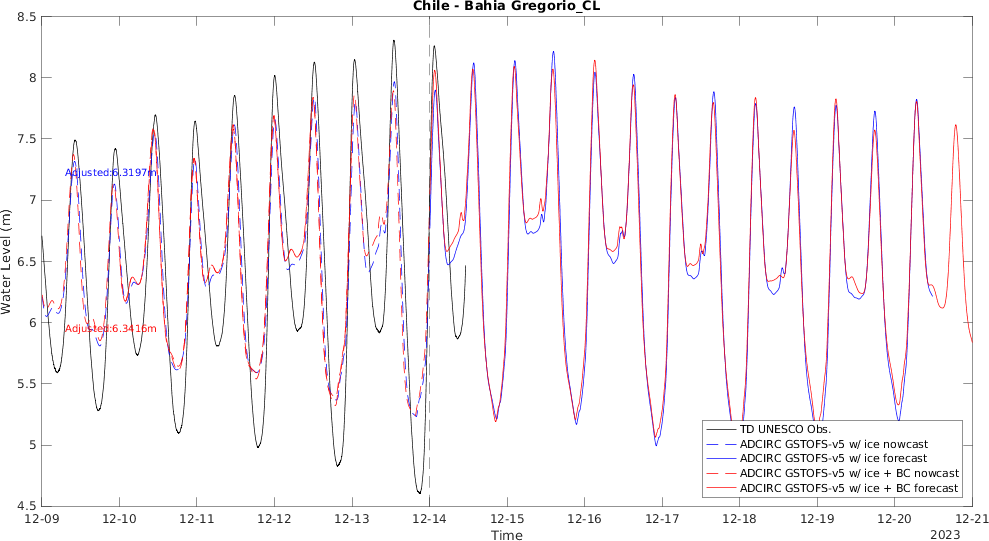 Chile - Bahia Gregorio_CL
8.5
8
7.5
7
6.5
6
5.5
5
4.5
Water Level (m)
Adjusted:6.3197m
Adjusted:6.3416m
TD UNESCO Obs.
ADCIRC GSTOFS-v5 w/ ice nowcast
ADCIRC GSTOFS-v5 w/ ice forecast
ADCIRC GSTOFS-v5 w/ ice + BC nowcast
ADCIRC GSTOFS-v5 w/ ice + BC forecast
12-09 12-10 12-11 12-12 12-13 12-14 12-15 12-16 12-17 12-18 12-19 12-20 12-21
Time
2023